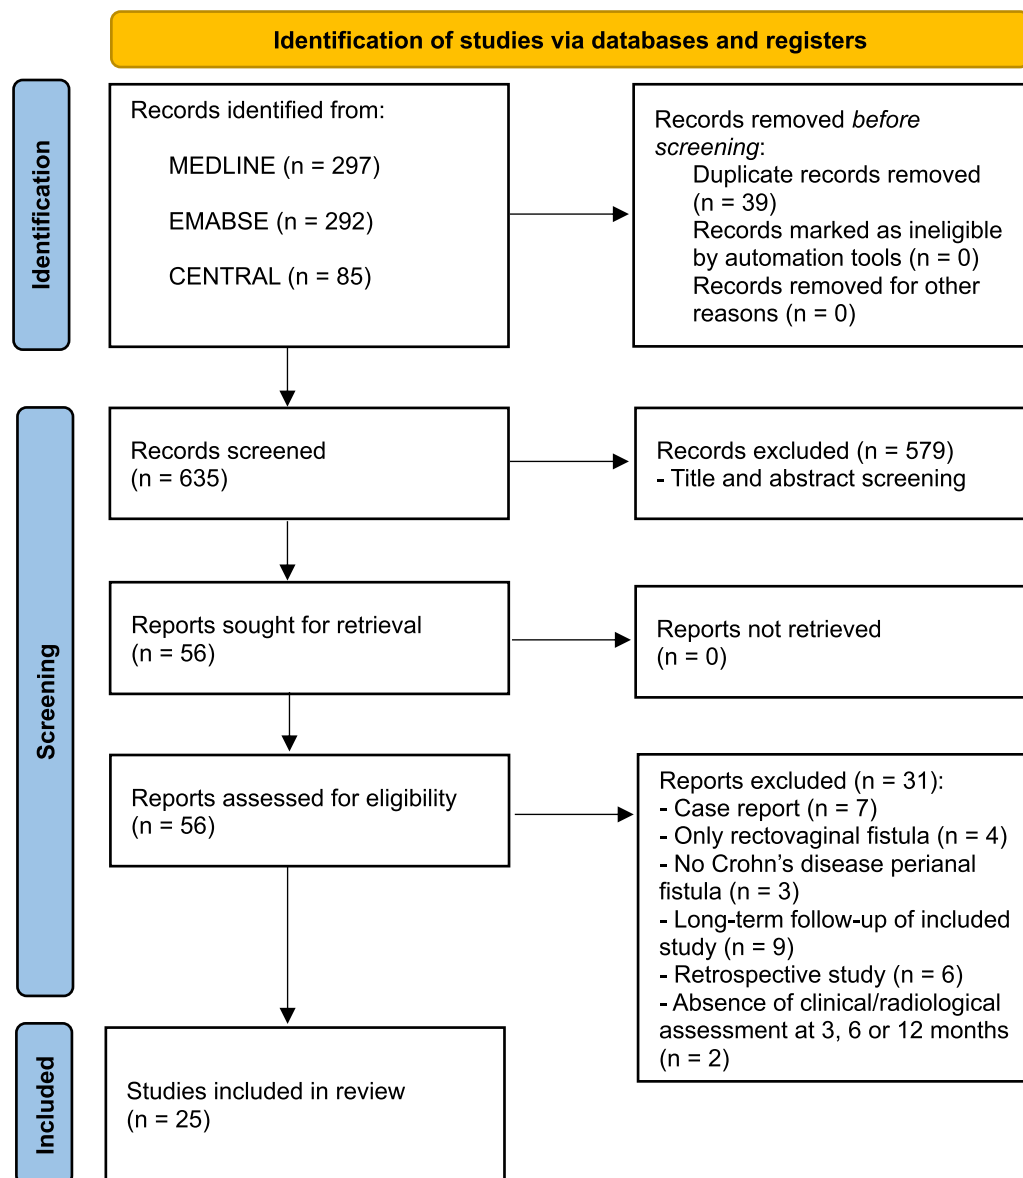 Identification of studies via databases and registers
Identification
Records identified from:
MEDLINE (n = 297)
EMABSE (n = 292)
CENTRAL (n = 85)
Records removed before
screening:
Duplicate records removed
(n = 39)
Records marked as ineligible
by automation tools (n = 0)
Records removed for other
reasons (n = 0)
Screening
Records screened
(n = 635)
Records excluded (n = 579)
- Title and abstract screening
Reports sought for retrieval
(n = 56)
Reports not retrieved
(n = 0)
Reports assessed for eligibility
(n = 56)
Reports excluded (n = 31):
- Case report (n = 7)
- Only rectovaginal fistula (n = 4)
- No Crohn’s disease perianal
fistula (n = 3)
- Long-term follow-up of included
study (n = 9)
- Retrospective study (n = 6)
- Absence of clinical/radiological
assessment at 3, 6 or 12 months
(n = 2)
Included
Studies included in review
(n = 25)